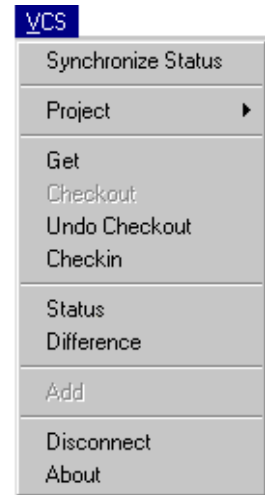 VCS
Synchronize Status
Project
Get
Checkout
Undo Checkout
Checkin
Status
Difference
Add
Disconnect
About